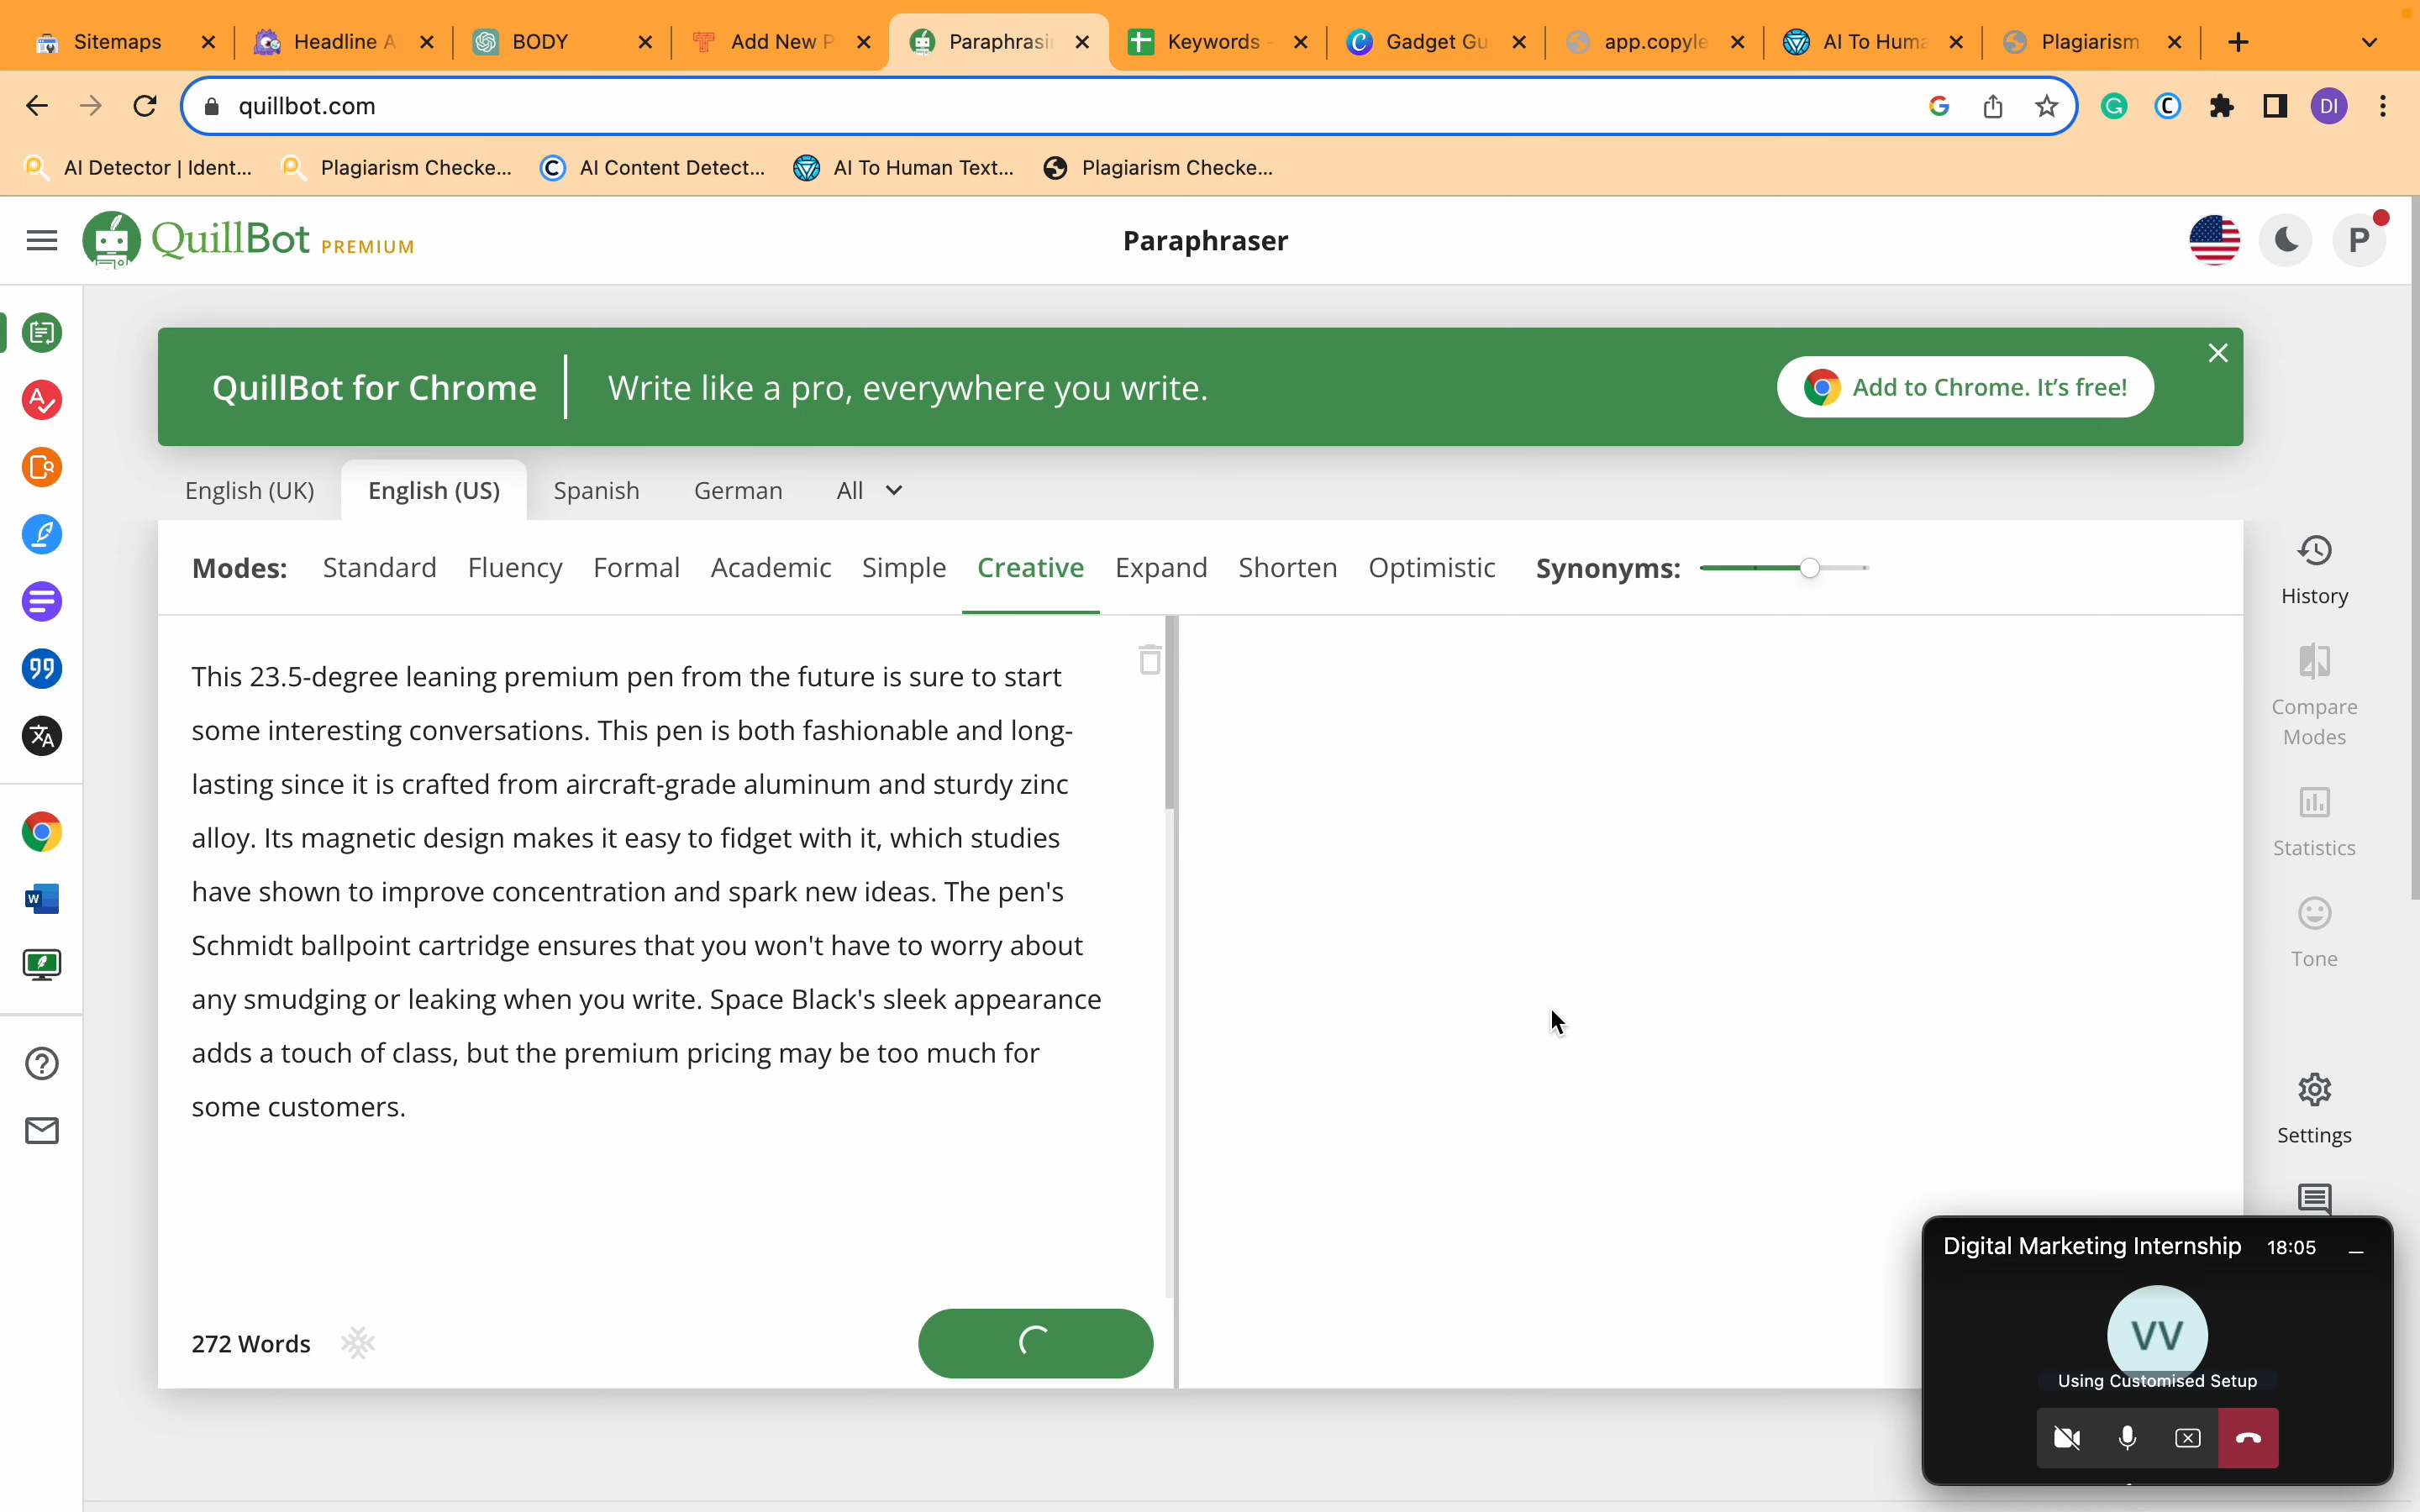 Sitemaps
Headline A
BODY
Add New P
Paraphrasi
Keywords -
Gadget Gu
app.copyle
AI To Huma
Plagiarism
quillbot.com
DI
AI Detector | Ident...
Plagiarism Checke...
AI Content Detect...
AI To Human Text...
Plagiarism Checke...
QuillBot PREMIUM
Paraphraser
P
QuillBot for Chrome
Write like a pro, everywhere you write.
Add to Chrome. It's free!
English (UK)
English (US)
Spanish
German
All
Modes:
Standard
Fluency
Formal
Academic
Simple
Creative
Expand
Shorten
Optimistic
Synonyms:
This 23.5-degree leaning premium pen from the future is sure to start
some interesting conversations. This pen is both fashionable and long-
lasting since it is crafted from aircraft-grade aluminum and sturdy zinc
alloy. Its magnetic design makes it easy to fidget with it, which studies
have shown to improve concentration and spark new ideas. The pen's
Schmidt ballpoint cartridge ensures that you won't have to worry about
any smudging or leaking when you write. Space Black's sleek appearance
adds a touch of class, but the premium pricing may be too much for
some customers.
272 Words
History
Compare
Modes
Statistics
Tone
Settings
Digital Marketing Internship 18:05
VV
Using Customised Setup